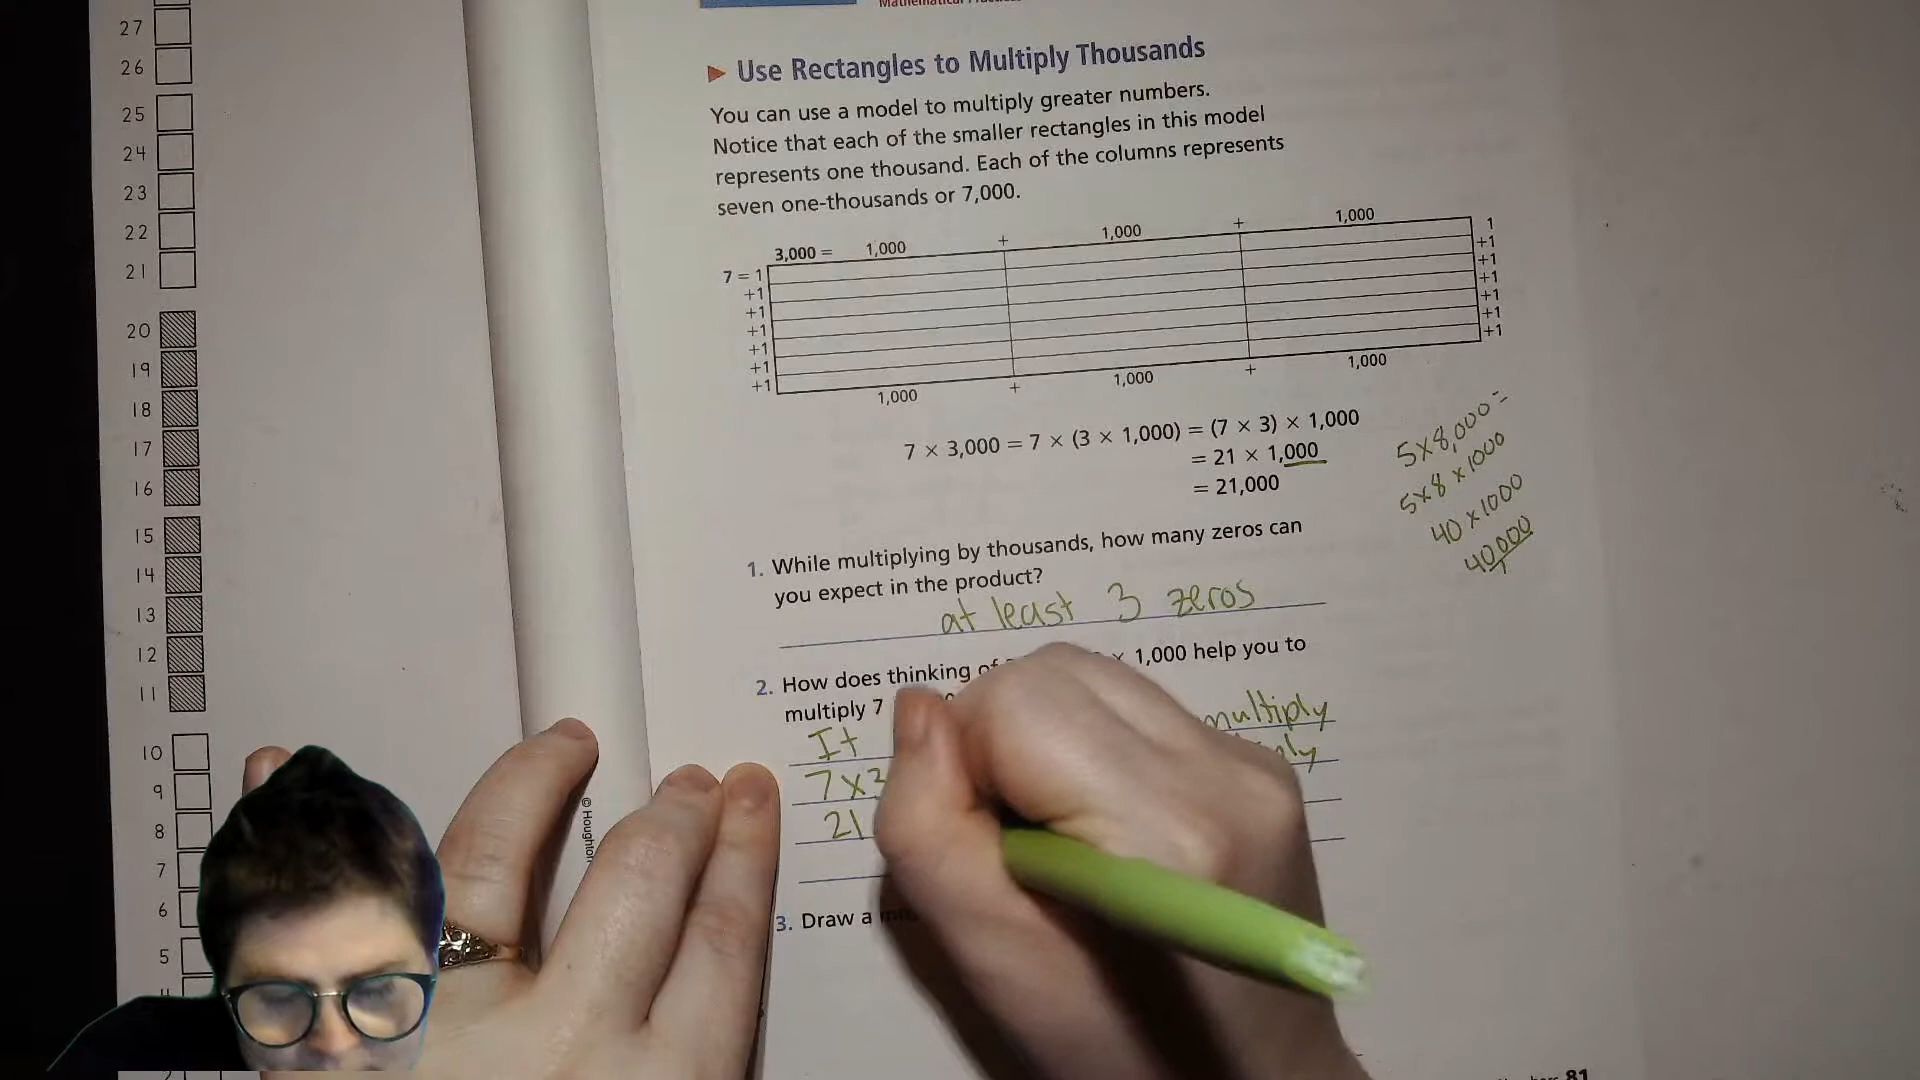 Mathematical Practices
Use Rectangles to Multiply Thousands
You can use a model to multiply greater numbers.
Notice that each of the smaller rectangles in this model
represents one thousand. Each of the columns represents
seven one-thousands or 7,000.
3,000 = 1,000 + 1,000 + 1,000
7 = 1
+1
+1
+1
+1
+1
+1
1
+1
+1
+1
+1
+1
+1
1,000 + 1,000 + 1,000
7 × 3,000 = 7 × (3 × 1,000) = (7 × 3) × 1,000
= 21 × 1,000
= 21,000
5x8,000=
5x8 x1000
40 x1000
40000
1. While multiplying by thousands, how many zeros can
you expect in the product?
at least 3 zeros
2. How does thinking of × 1,000 help you to
multiply 7
It multiply
7x3
21
3. Draw a
© Houghton
81
27
26
25
24
23
22
21
20
19
18
17
16
15
14
13
12
11
10
9
8
7
6
5